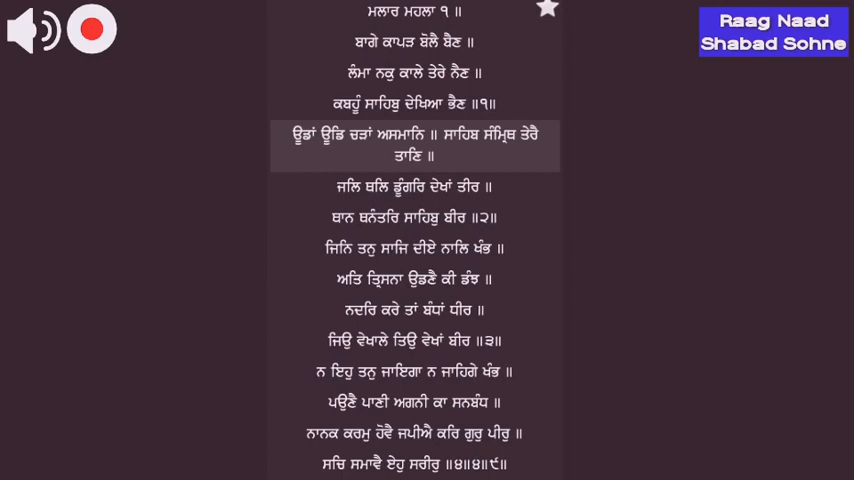 Raag Naad
Shabad Sohne
ਮਲਾਰ ਮਹਲਾ ੧ ॥
ਬਾਗੇ ਕਾਪੜ ਬੋਲੈ ਬੈਣ ॥
ਲੰਮਾ ਨਕੁ ਕਾਲੇ ਤੇਰੇ ਨੈਣ ॥
ਕਬਹੂੰ ਸਾਹਿਬੁ ਦੇਖਿਆ ਭੈਣ ॥੧॥
ਊਡਾਂ ਊਡਿ ਚੜਾਂ ਅਸਮਾਨਿ ॥ ਸਾਹਿਬ ਸੰਮ੍ਰਿਥ ਤੇਰੈ
ਤਾਣਿ ॥
ਜਲਿ ਥਲਿ ਡੂੰਗਰਿ ਦੇਖਾਂ ਤੀਰ ॥
ਥਾਨ ਥਨੰਤਰਿ ਸਾਹਿਬੁ ਬੀਰ ॥੨॥
ਜਿਨਿ ਤਨੁ ਸਾਜਿ ਦੀਏ ਨਾਲਿ ਖੰਭ ॥
ਅਤਿ ਤ੍ਰਿਸਨਾ ਉਡਣੈ ਕੀ ਡੰਝ ॥
ਨਦਰਿ ਕਰੇ ਤਾਂ ਬੰਧਾਂ ਧੀਰ ॥
ਜਿਉ ਵੇਖਾਲੇ ਤਿਉ ਵੇਖਾਂ ਬੀਰ ॥੩॥
ਨ ਇਹੁ ਤਨੁ ਜਾਇਗਾ ਨ ਜਾਹਿਗੇ ਖੰਭ ॥
ਪਉਣੈ ਪਾਣੀ ਅਗਨੀ ਕਾ ਸਨਬੰਧ ॥
ਨਾਨਕ ਕਰਮੁ ਹੋਵੈ ਜਪੀਐ ਕਰਿ ਗੁਰੁ ਪੀਰੁ ॥
ਸਚਿ ਸਮਾਵੈ ਏਹੁ ਸਰੀਰੁ ॥੪॥੪॥੯॥